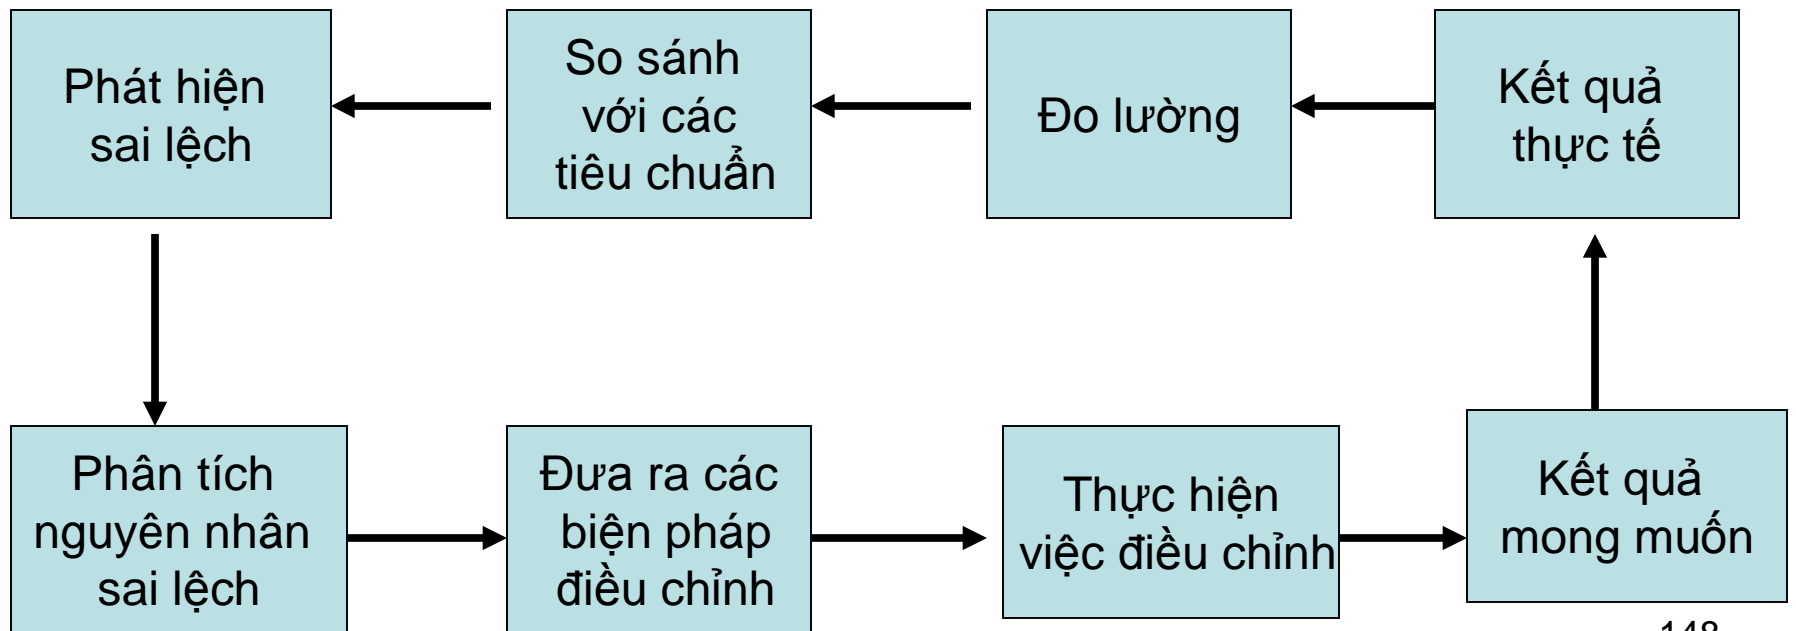 Phát hiện
sai lệch
So sánh
với các
tiêu chuẩn
Đo lường
Kết quả
thực tế
Phân tích
nguyên nhân
sai lệch
Đưa ra các
biện pháp
điều chỉnh
Thực hiện
việc điều chỉnh
Kết quả
mong muốn
148